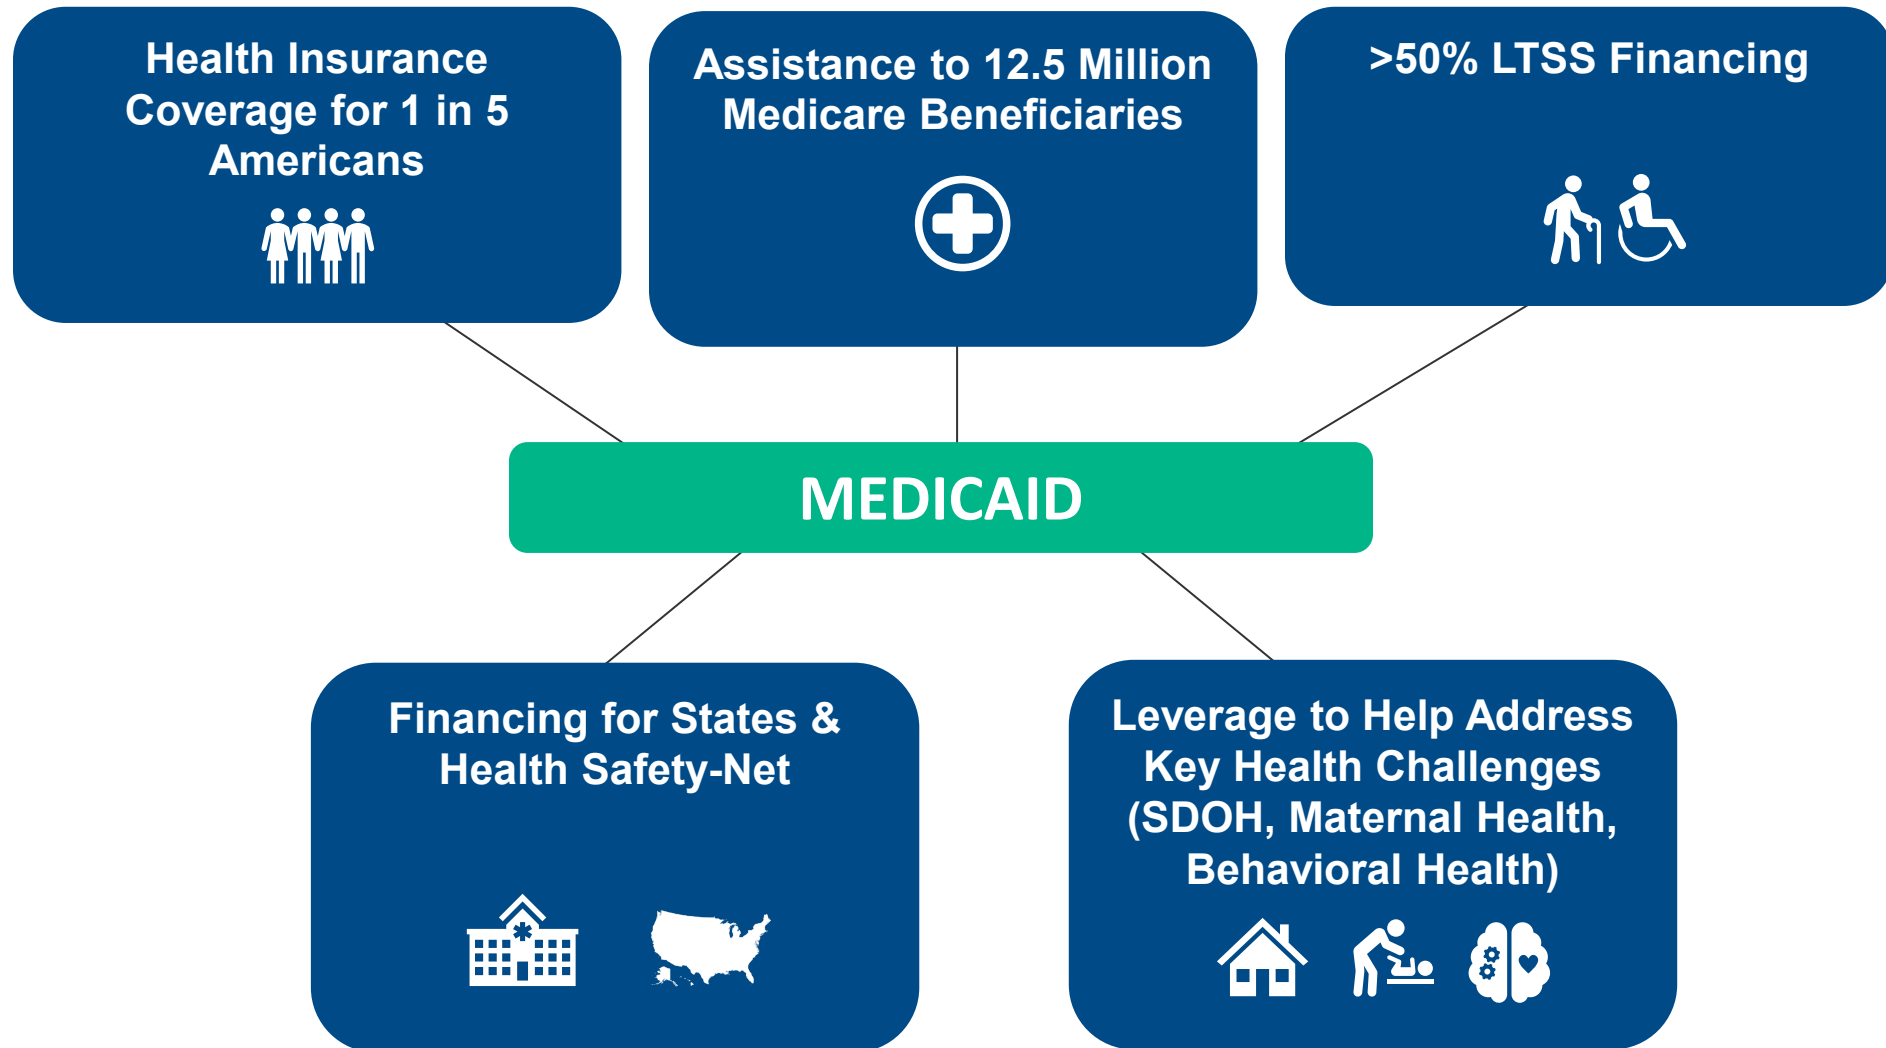 Health Insurance
Coverage for 1 in 5
Americans
Assistance to 12.5 Million
Medicare Beneficiaries
>50% LTSS Financing
MEDICAID
Financing for States &
Health Safety-Net
Leverage to Help Address
Key Health Challenges
(SDOH, Maternal Health,
Behavioral Health)